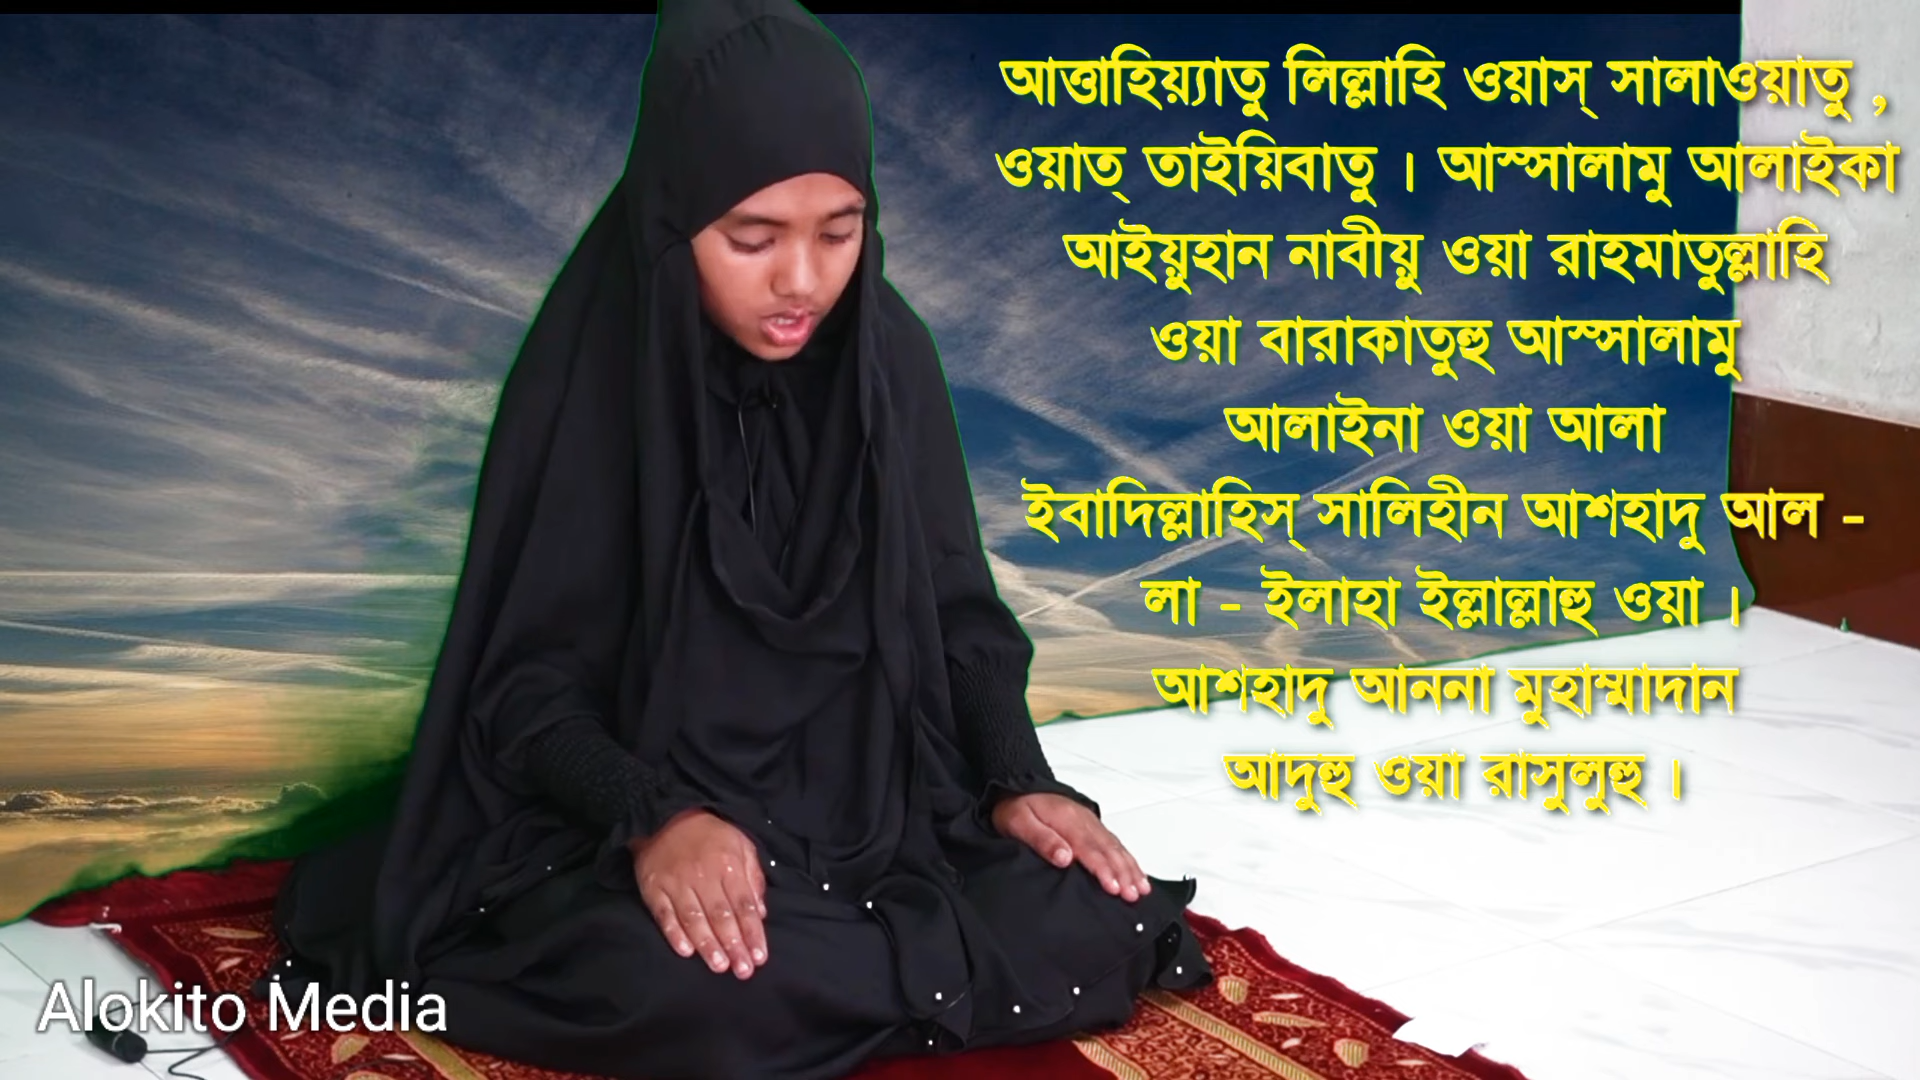 আত্তাহিয়্যাতু লিল্লাহি ওয়াস্ সালাওয়াতু ,
ওয়াত্ তাইয়িবাতু । আস্সালামু আলাইকা
আইয়ুহান নাবীয়ু ওয়া রাহমাতুল্লাহি
ওয়া বারাকাতুহু আস্সালামু
আলাইনা ওয়া আলা
ইবাদিল্লাহিস্ সালিহীন আশহাদু আল -
লা - ইলাহা ইল্লাল্লাহু ওয়া ।
আশহাদু আননা মুহাম্মাদান
আদুহু ওয়া রাসুলুহু ।
Alokito Media